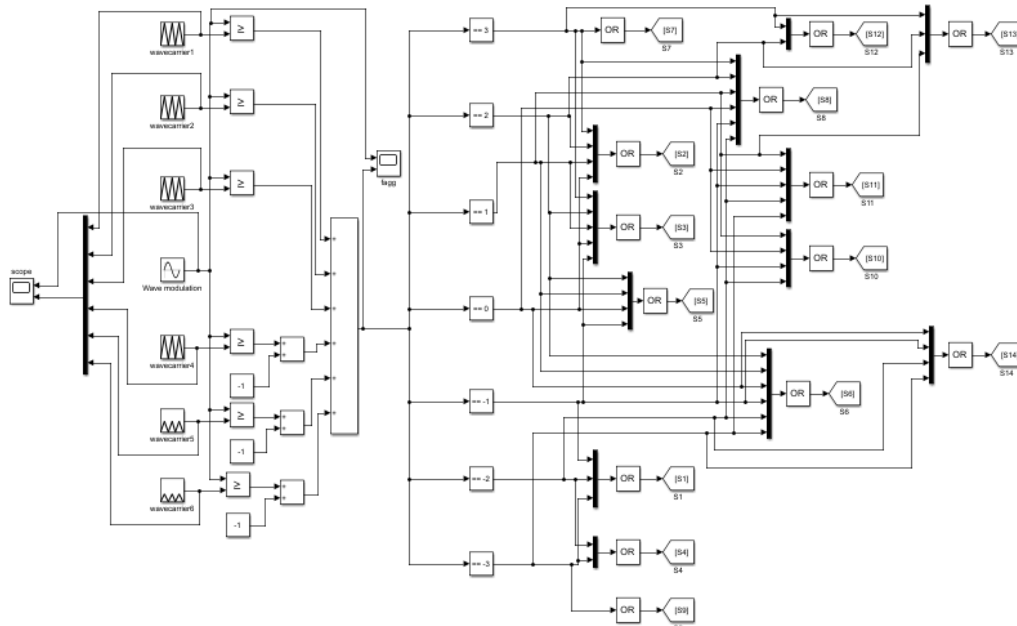 wavecarrier1
≥
wavecarrier2
≥
wavecarrier3
≥
scope
Wave modulation
wavecarrier4
≥
-1
+
+
wavecarrier5
≥
-1
+
+
wavecarrier6
≥
-1
+
+
+
+
+
+
+
+
== 3
== 2
== 1
== 0
== -1
== -2
== -3
OR
[S7]
S7
OR
[S12]
S12
OR
[S13]
S13
OR
[S8]
S8
OR
[S2]
S2
OR
[S11]
S11
OR
[S3]
S3
OR
[S10]
S10
OR
[S5]
S5
OR
[S14]
S14
OR
[S6]
S6
OR
[S1]
S1
OR
[S4]
S4
OR
[S9]